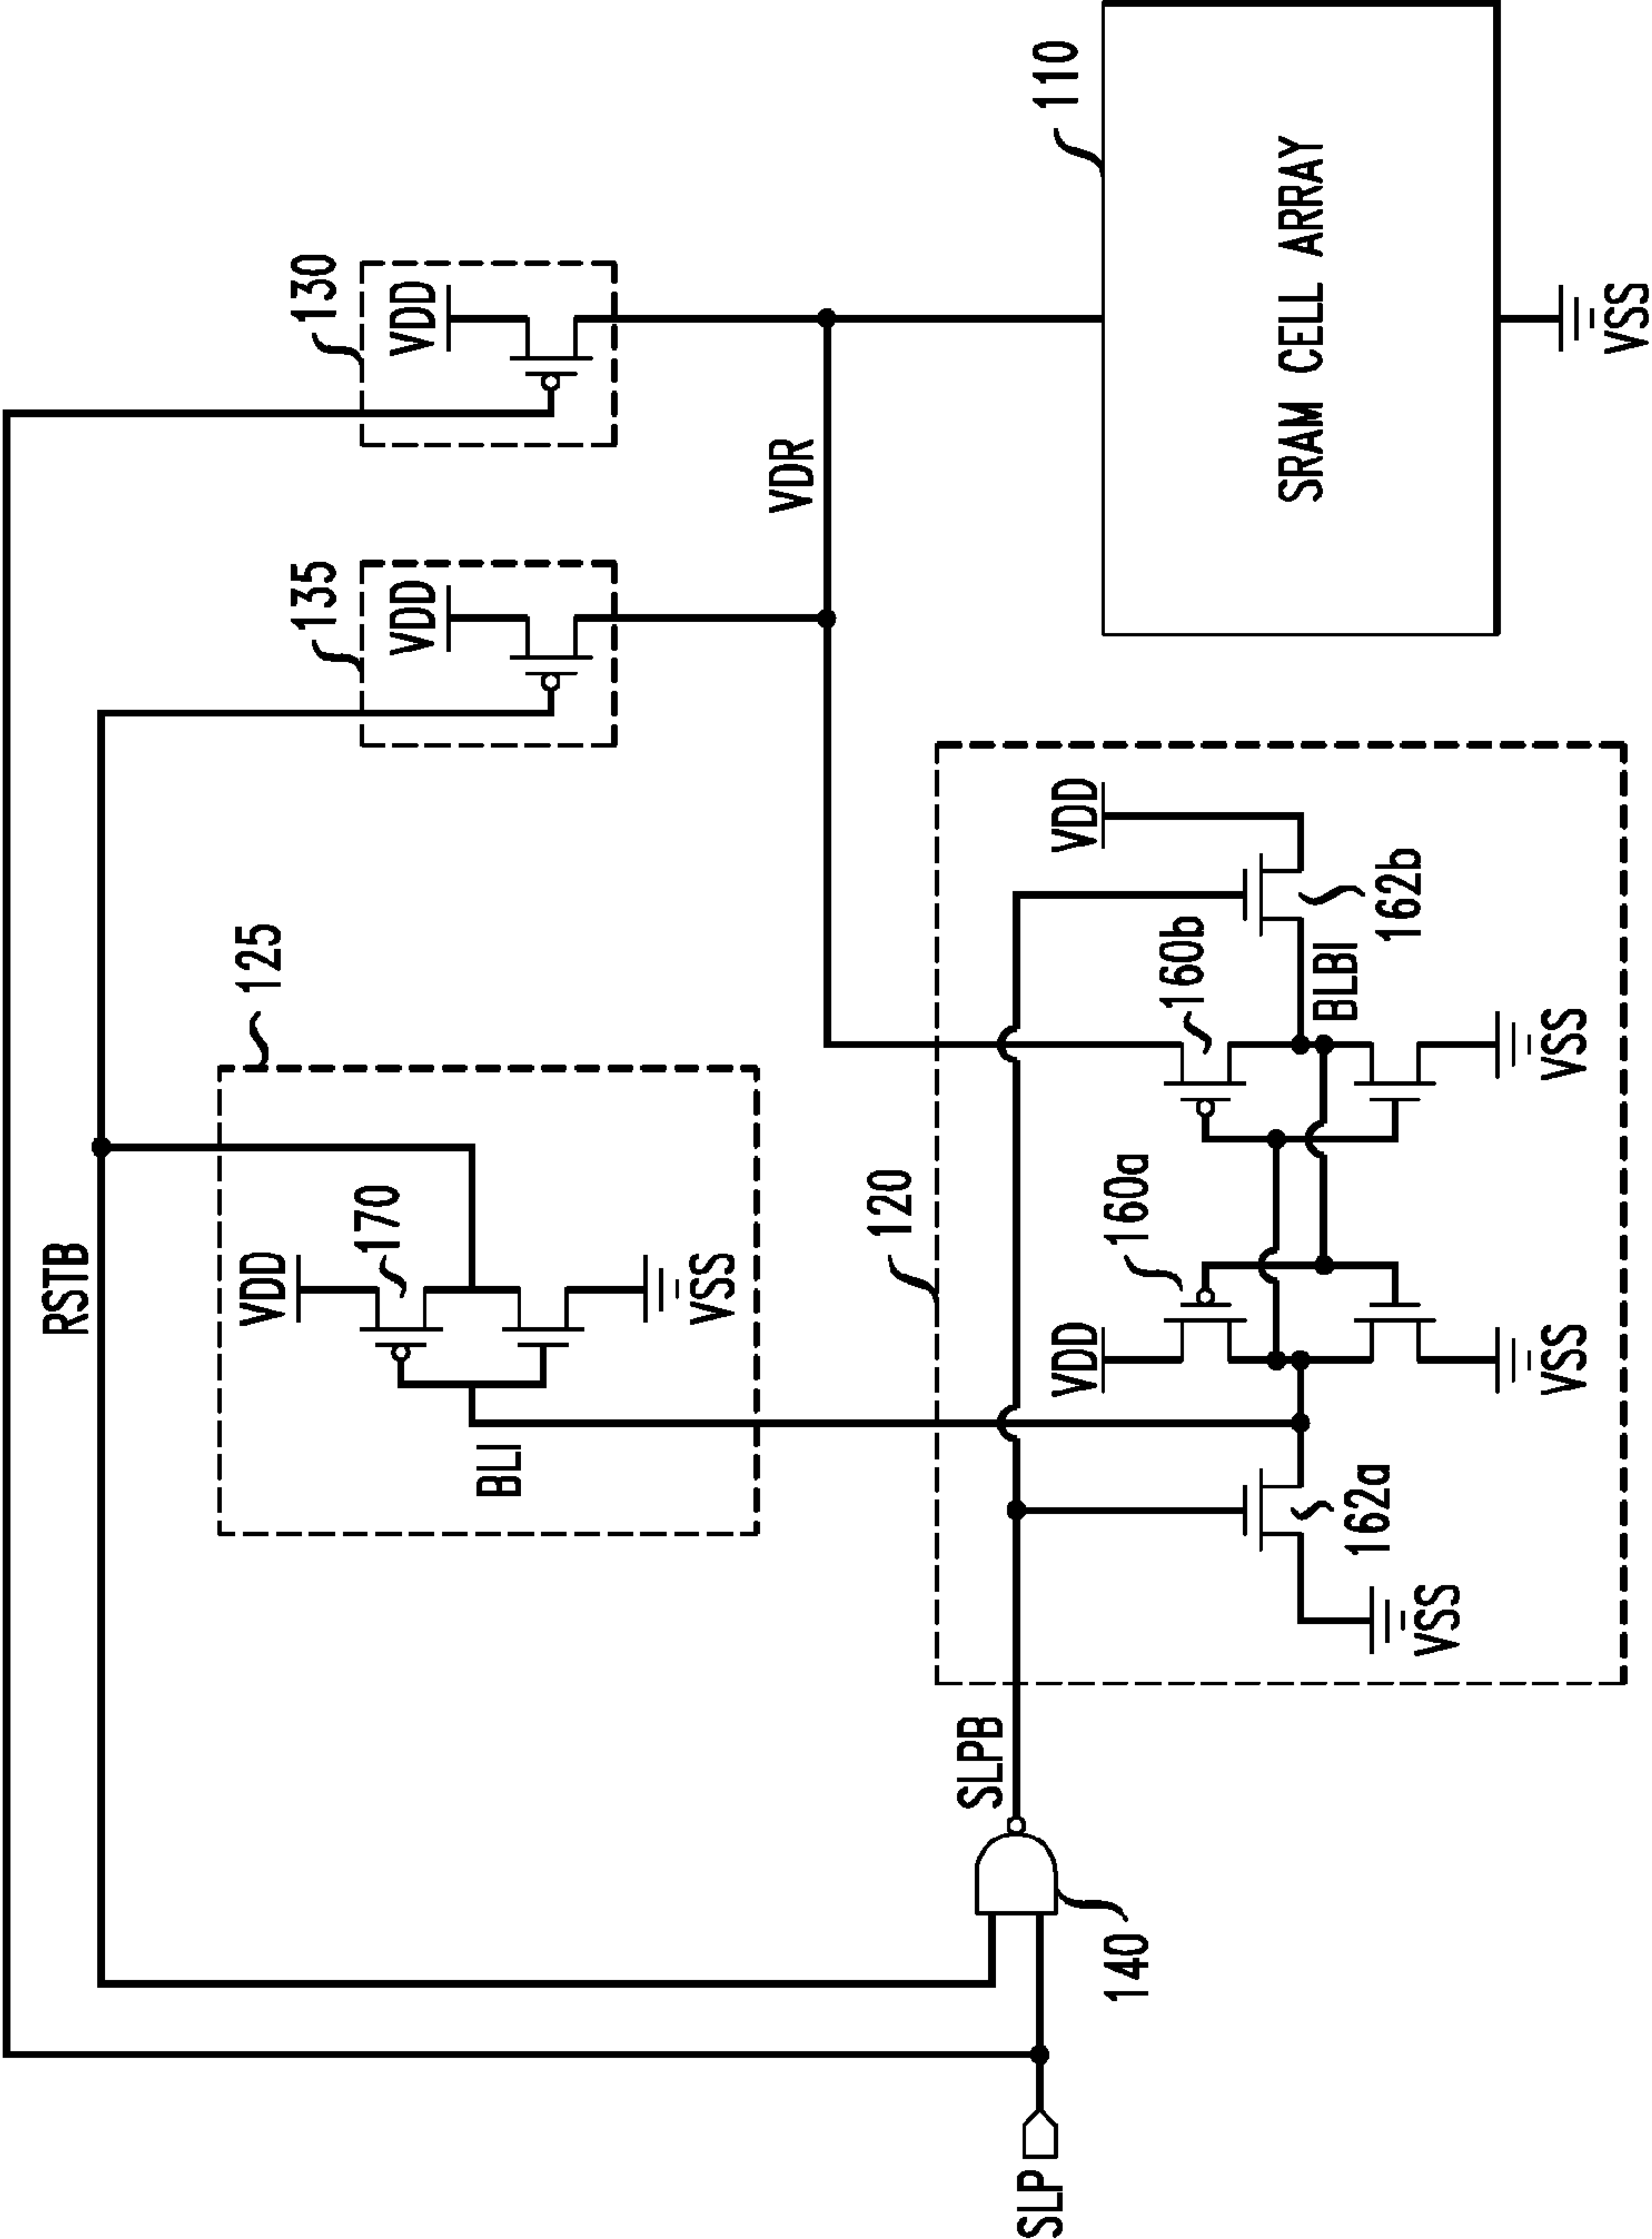 RSTB
125
VDD
170
VSS
BLI
135
VDD
130
VDD
VDR
110
SRAM CELL ARRAY
VSS
SLP
140
SLPB
120
VDD
160a
VSS
162a
VSS
160b
BLBI
VSS
VDD
162b